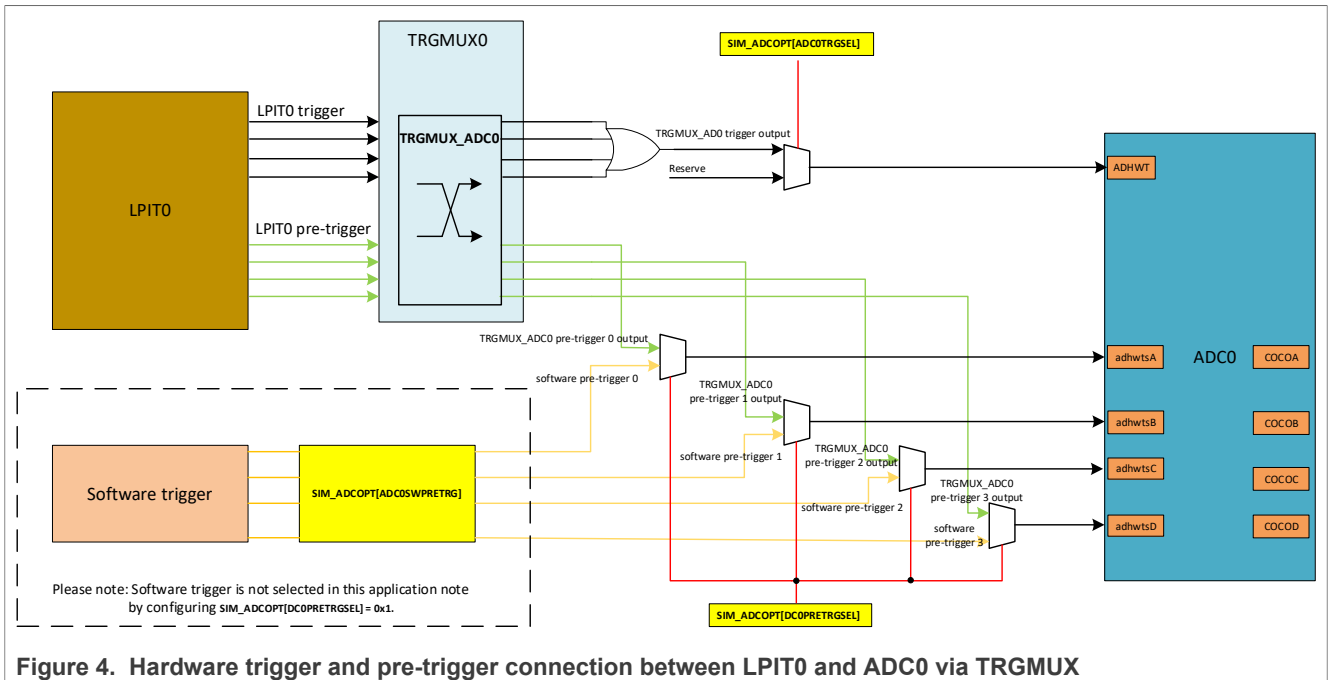 TRGMUX0
SIM_ADCOPT[ADC0TRGSEL]
LPIT0 trigger
TRGMUX_ADC0
TRGMUX_AD0 trigger output
Reserve
ADHWT
LPIT0
LPIT0 pre-trigger
TRGMUX_ADC0 pre-trigger 0 output
software pre-trigger 0
adhwtsA
ADC0
COCOA
TRGMUX_ADC0
pre-trigger 1 output
software pre-trigger 1
adhwtsB
COCOB
TRGMUX_ADC0
pre-trigger 2 output
software pre-trigger 2
adhwtsC
COCOC
TRGMUX_ADC0
pre-trigger 3 output
software
pre-trigger 3
adhwtsD
COCOD
Software trigger
SIM_ADCOPT[ADC0SWPRETRG]
Please note: Software trigger is not selected in this application note
by configuring SIM_ADCOPT[DC0PRETRGSEL] = 0x1.
SIM_ADCOPT[DC0PRETRGSEL]
Figure 4. Hardware trigger and pre-trigger connection between LPIT0 and ADC0 via TRGMUX